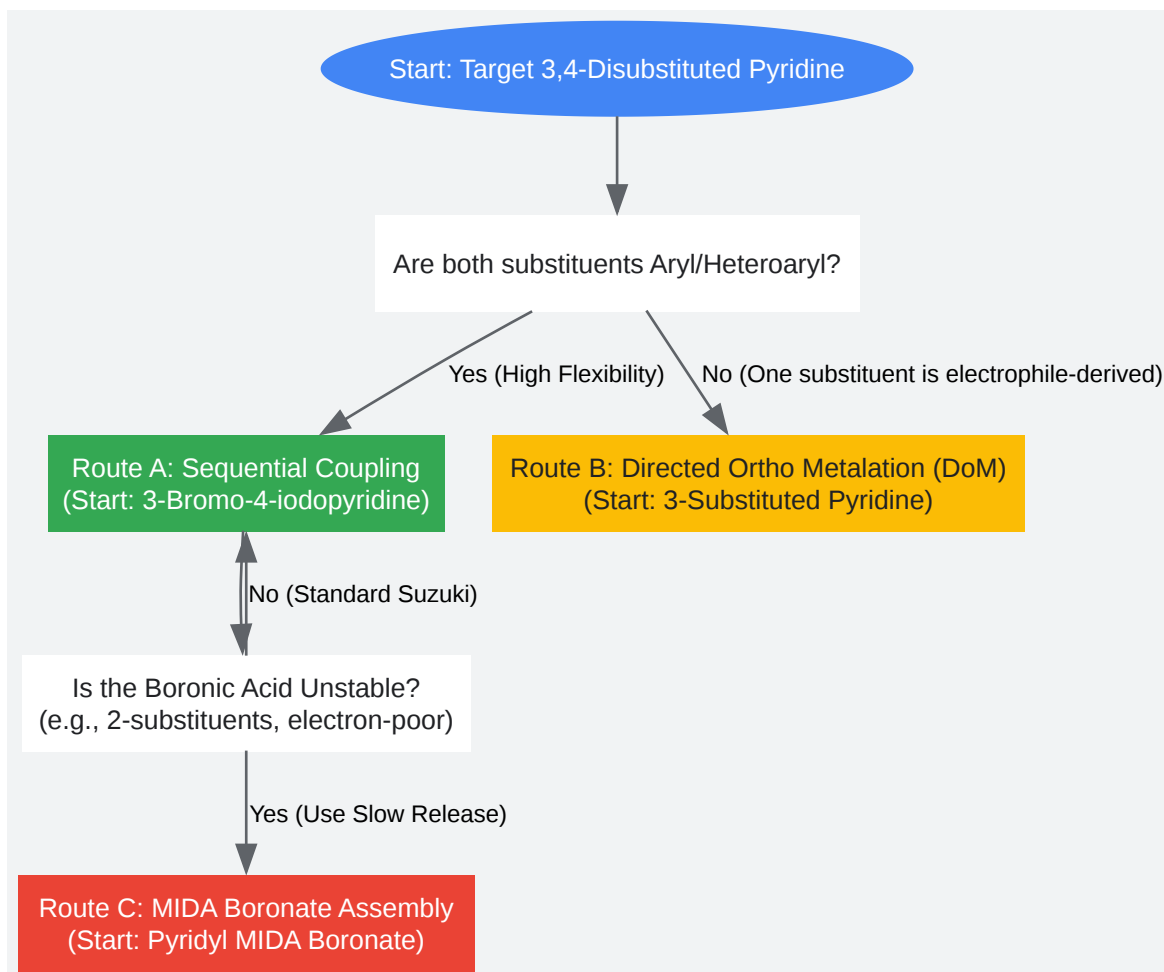 Start: Target 3,4-Disubstituted Pyridine
Are both substituents Aryl/Heteroaryl?
Yes (High Flexibility)
No (One substituent is electrophile-derived)
Route A: Sequential Coupling
(Start: 3-Bromo-4-iodopyridine)
Route B: Directed Ortho Metalation (DoM)
(Start: 3-Substituted Pyridine)
No (Standard Suzuki)
Is the Boronic Acid Unstable?
(e.g., 2-substituents, electron-poor)
Yes (Use Slow Release)
Route C: MIDA Boronate Assembly
(Start: Pyridyl MIDA Boronate)